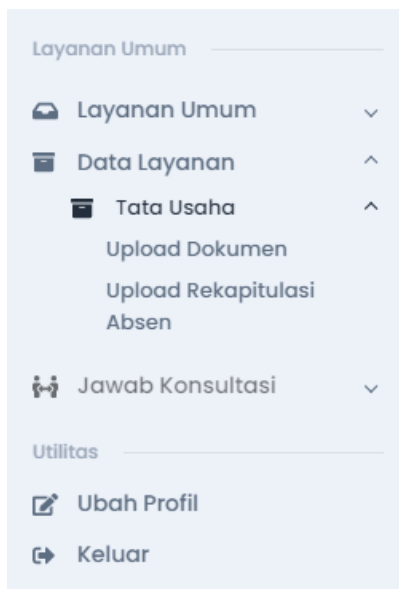 Layanan Umum
Layanan Umum
Data Layanan
Tata Usaha
Upload Dokumen
Upload Rekapitulasi
Absen
Jawab Konsultasi
Utilitas
Ubah Profil
Keluar